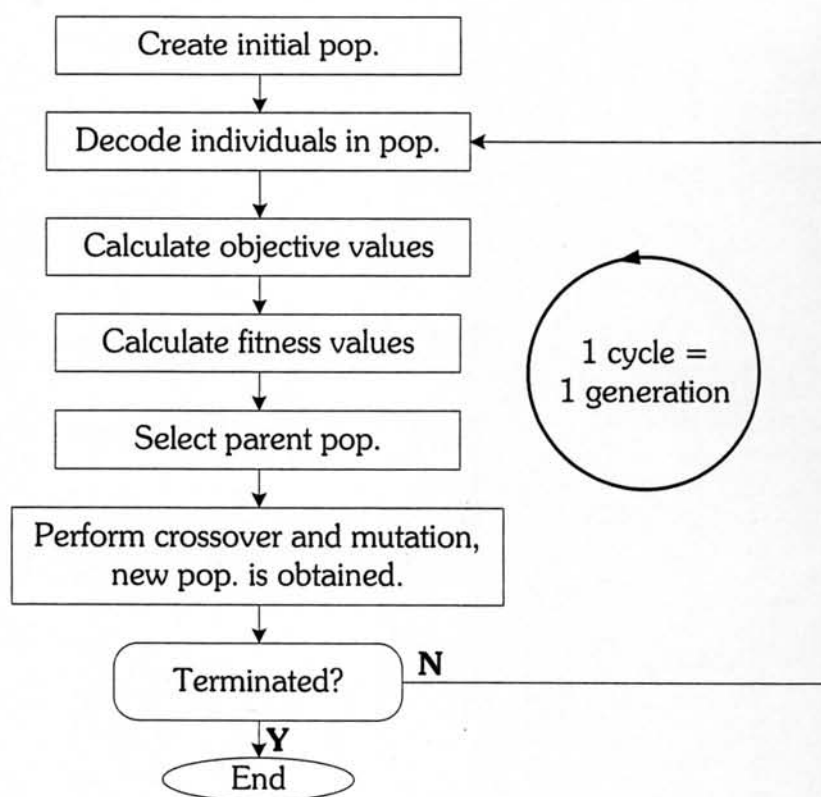 Create initial pop.
Decode individuals in pop.
Calculate objective values
Calculate fitness values
1 cycle =
1 generation
Select parent pop.
Perform crossover and mutation,
new pop. is obtained.
Terminated?
N
Y
End